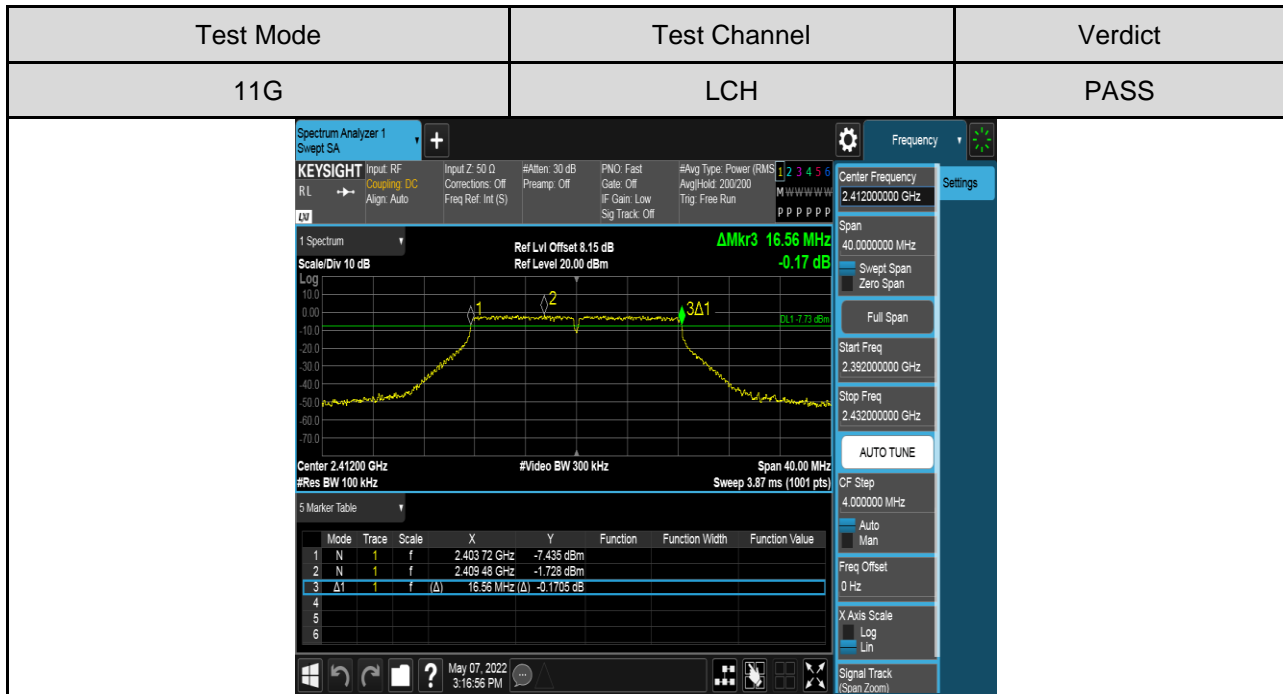 Test Mode Test Channel Verdict
11G LCH PASS
Spectrum Analyzer 1
Swept SA
+
Frequency
KEYSIGHT Input: RF Input Z: 50 Ω #Atten: 30 dB PNO: Fast #Avg Type: Power (RMS 1 2 3 4 5 6
RL Coupling: DC Corrections: Off Preamp: Off Gate: Off Avg|Hold: 200/200 M W W W W W
Align: Auto Freq Ref: Int (S) IF Gain: Low Trig: Free Run
LXI Sig Track: Off P P P P P P
Center Frequency
2.412000000 GHz
Settings
1 Spectrum
Ref Lvl Offset 8.15 dB ΔMkr3 16.56 MHz
Scale/Div 10 dB Ref Level 20.00 dBm -0.17 dB
Span
40.0000000 MHz
Swept Span
Zero Span
Full Span
Start Freq
2.392000000 GHz
Stop Freq
2.432000000 GHz
AUTO TUNE
CF Step
4.000000 MHz
Auto
Man
Freq Offset
0 Hz
X Axis Scale
Log
Lin
Signal Track
(Span Zoom)
Log
10.0
0.00
-10.0
-20.0
-30.0
-40.0
-50.0
-60.0
-70.0
1
2
3Δ1
DL1 -7.73 dBm
Center 2.41200 GHz #Video BW 300 kHz Span 40.00 MHz
#Res BW 100 kHz Sweep 3.87 ms (1001 pts)
5 Marker Table
Mode Trace Scale X Y Function Function Width Function Value
1 N 1 f 2.403 72 GHz -7.435 dBm
2 N 1 f 2.409 48 GHz -1.728 dBm
3 Δ1 1 f (Δ) 16.56 MHz (Δ) -0.1705 dB
4
5
6
? May 07, 2022
3:16:56 PM